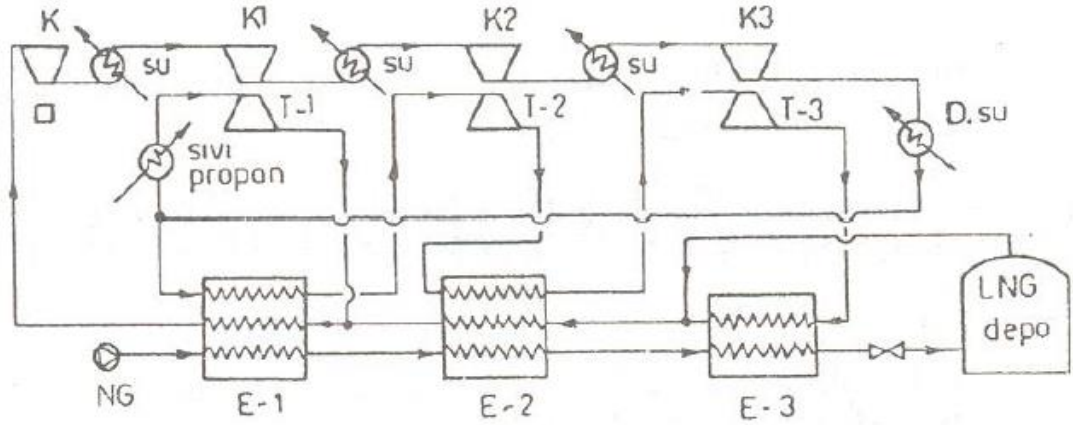 K
K1
K2
K3
su
su
su
T-1
T-2
T-3
D.su
sıvı
propan
LNG
depo
NG
E-1
E-2
E-3